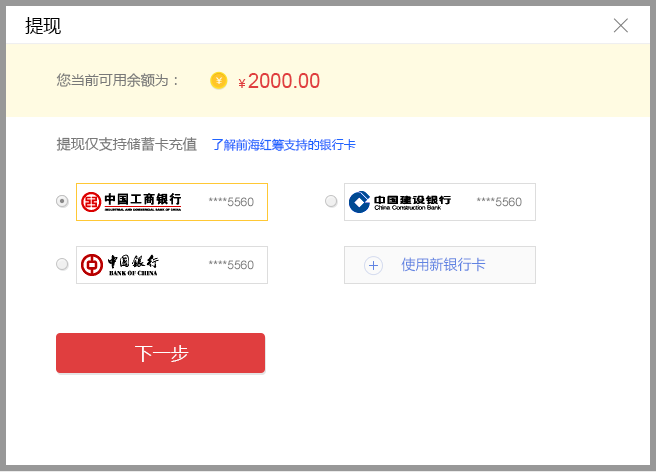 提现
您当前可用余额为： ¥ ¥2000.00
提现仅支持储蓄卡充值 了解前海红筹支持的银行卡
中国工商银行 ****5560
INDUSTRIAL AND COMMERCIAL BANK OF CHINA
中国建设银行 ****5560
China Construction Bank
中国银行 ****5560
BANK OF CHINA
使用新银行卡
下一步